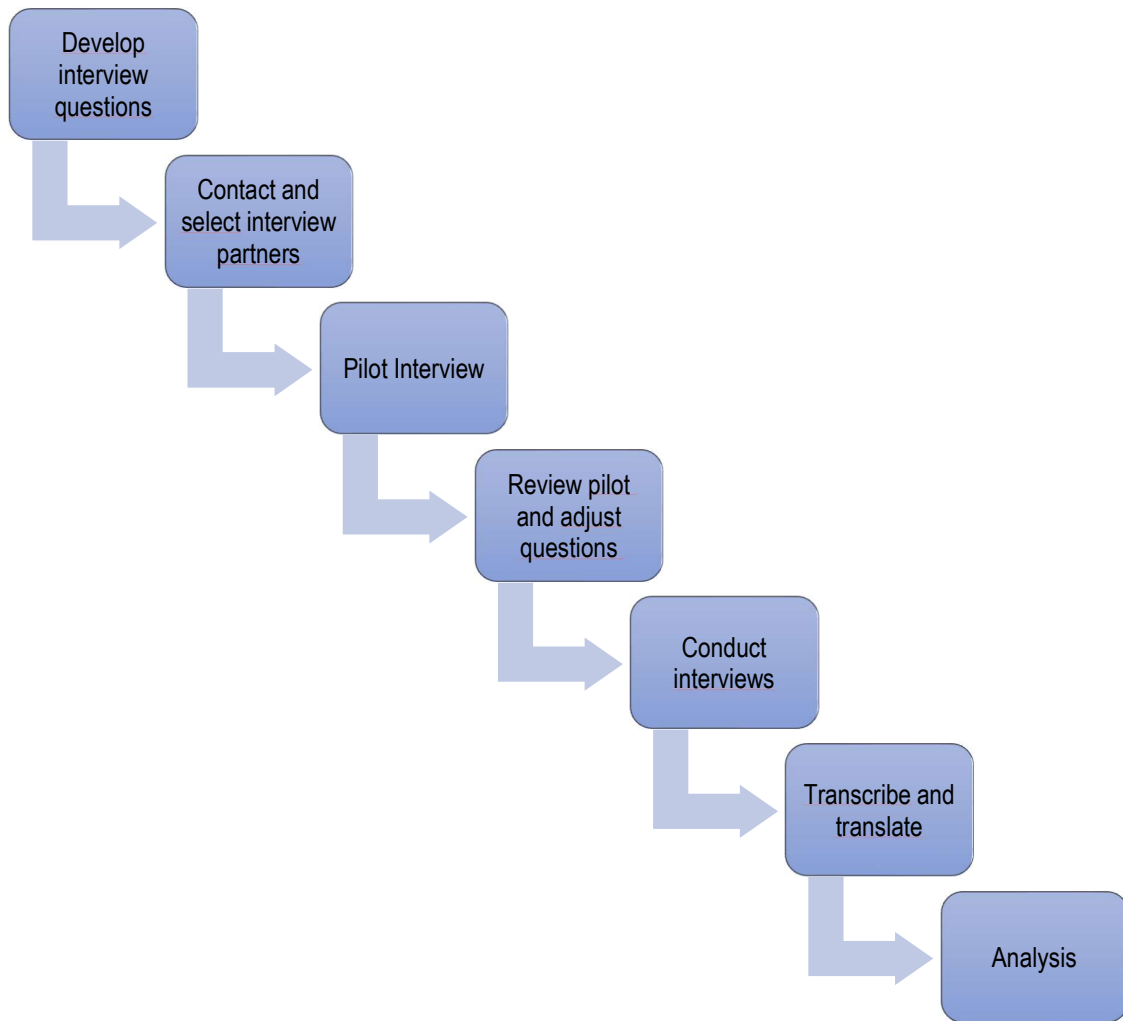 Develop
interview
questions
Contact and
select interview
partners
Pilot Interview
Review pilot
and adjust
questions
Conduct
interviews
Transcribe and
translate
Analysis